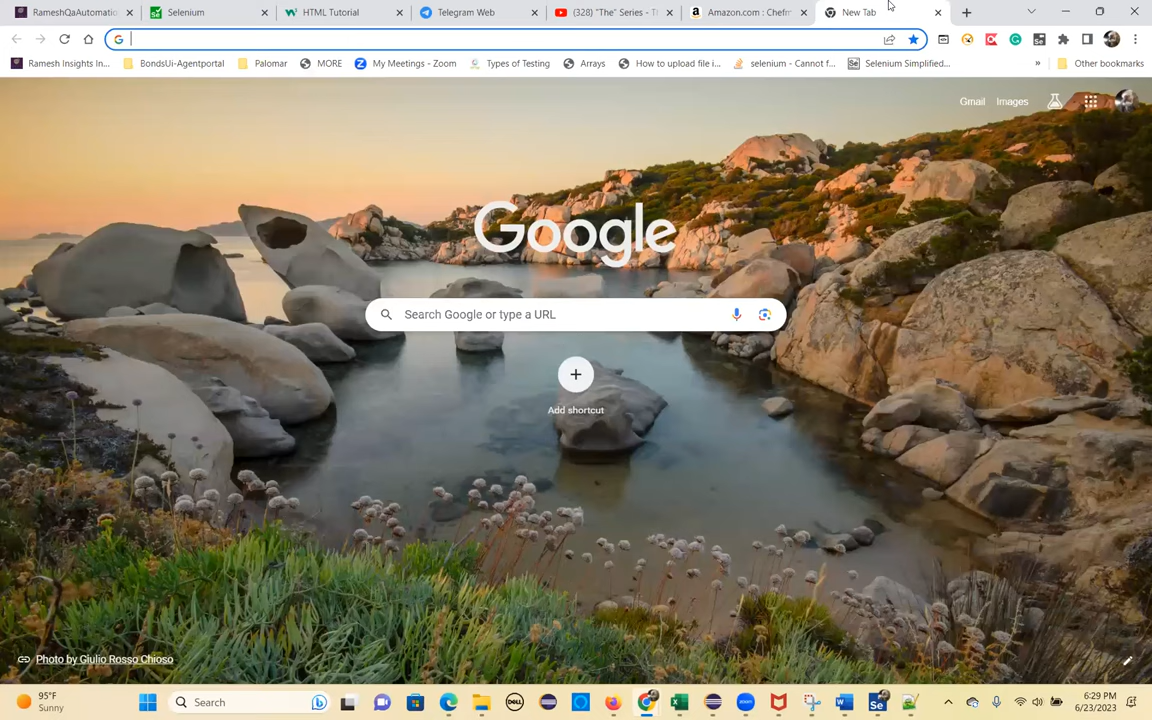 RameshQaAutomatio
Selenium
HTML Tutorial
Telegram Web
(328) "The" Series - Th
Amazon.com : Chefm
New Tab
Ramesh Insights In...
BondsUi-Agentportal
Palomar
MORE
My Meetings - Zoom
Types of Testing
Arrays
How to upload file i...
selenium - Cannot f...
Selenium Simplified...
»
Other bookmarks
Gmail
Images
Google
Search Google or type a URL
Add shortcut
Photo by Giulio Rosso Chioso
95°F
Sunny
Search
6:29 PM
6/23/2023